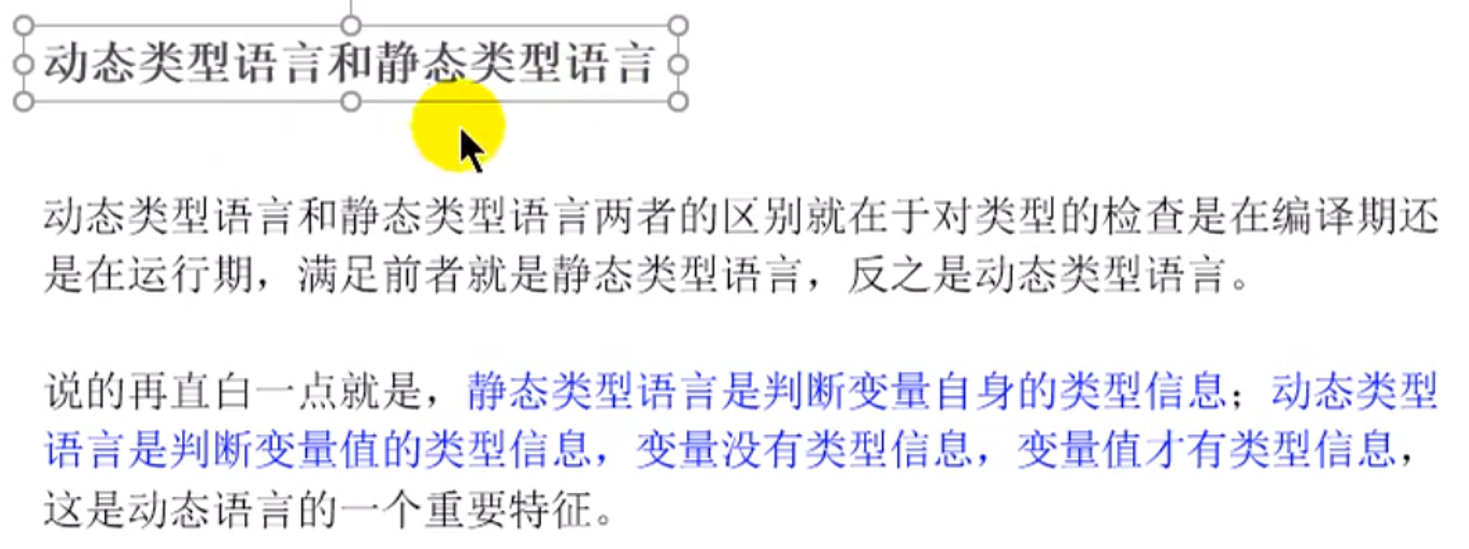 动态类型语言和静态类型语言
动态类型语言和静态类型语言两者的区别就在于对类型的检查是在编译期还
是在运行期，满足前者就是静态类型语言，反之是动态类型语言。
说的再直白一点就是，静态类型语言是判断变量自身的类型信息；动态类型
语言是判断变量值的类型信息，变量没有类型信息，变量值才有类型信息，
这是动态语言的一个重要特征。